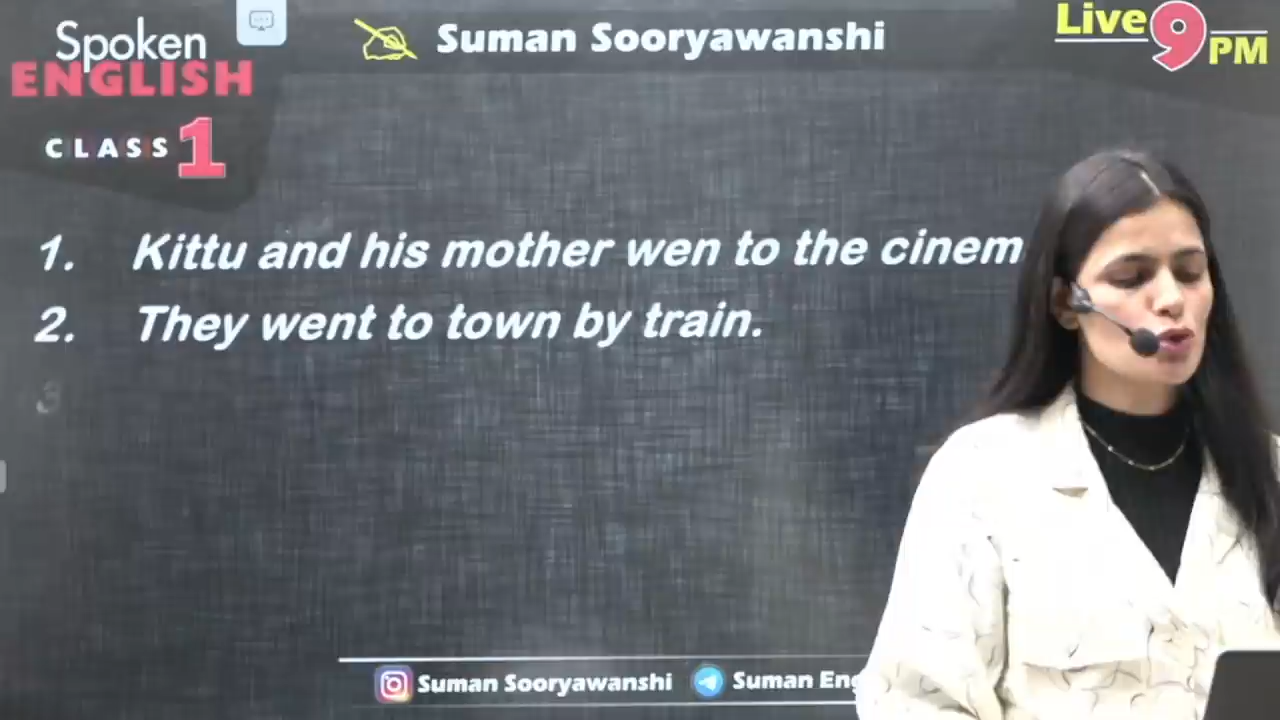 Spoken
ENGLISH
CLASS 1
Suman Sooryawanshi
Live 9 PM
1. Kittu and his mother wen to the cinem
2. They went to town by train.
3
Suman Sooryawanshi
Suman Eng